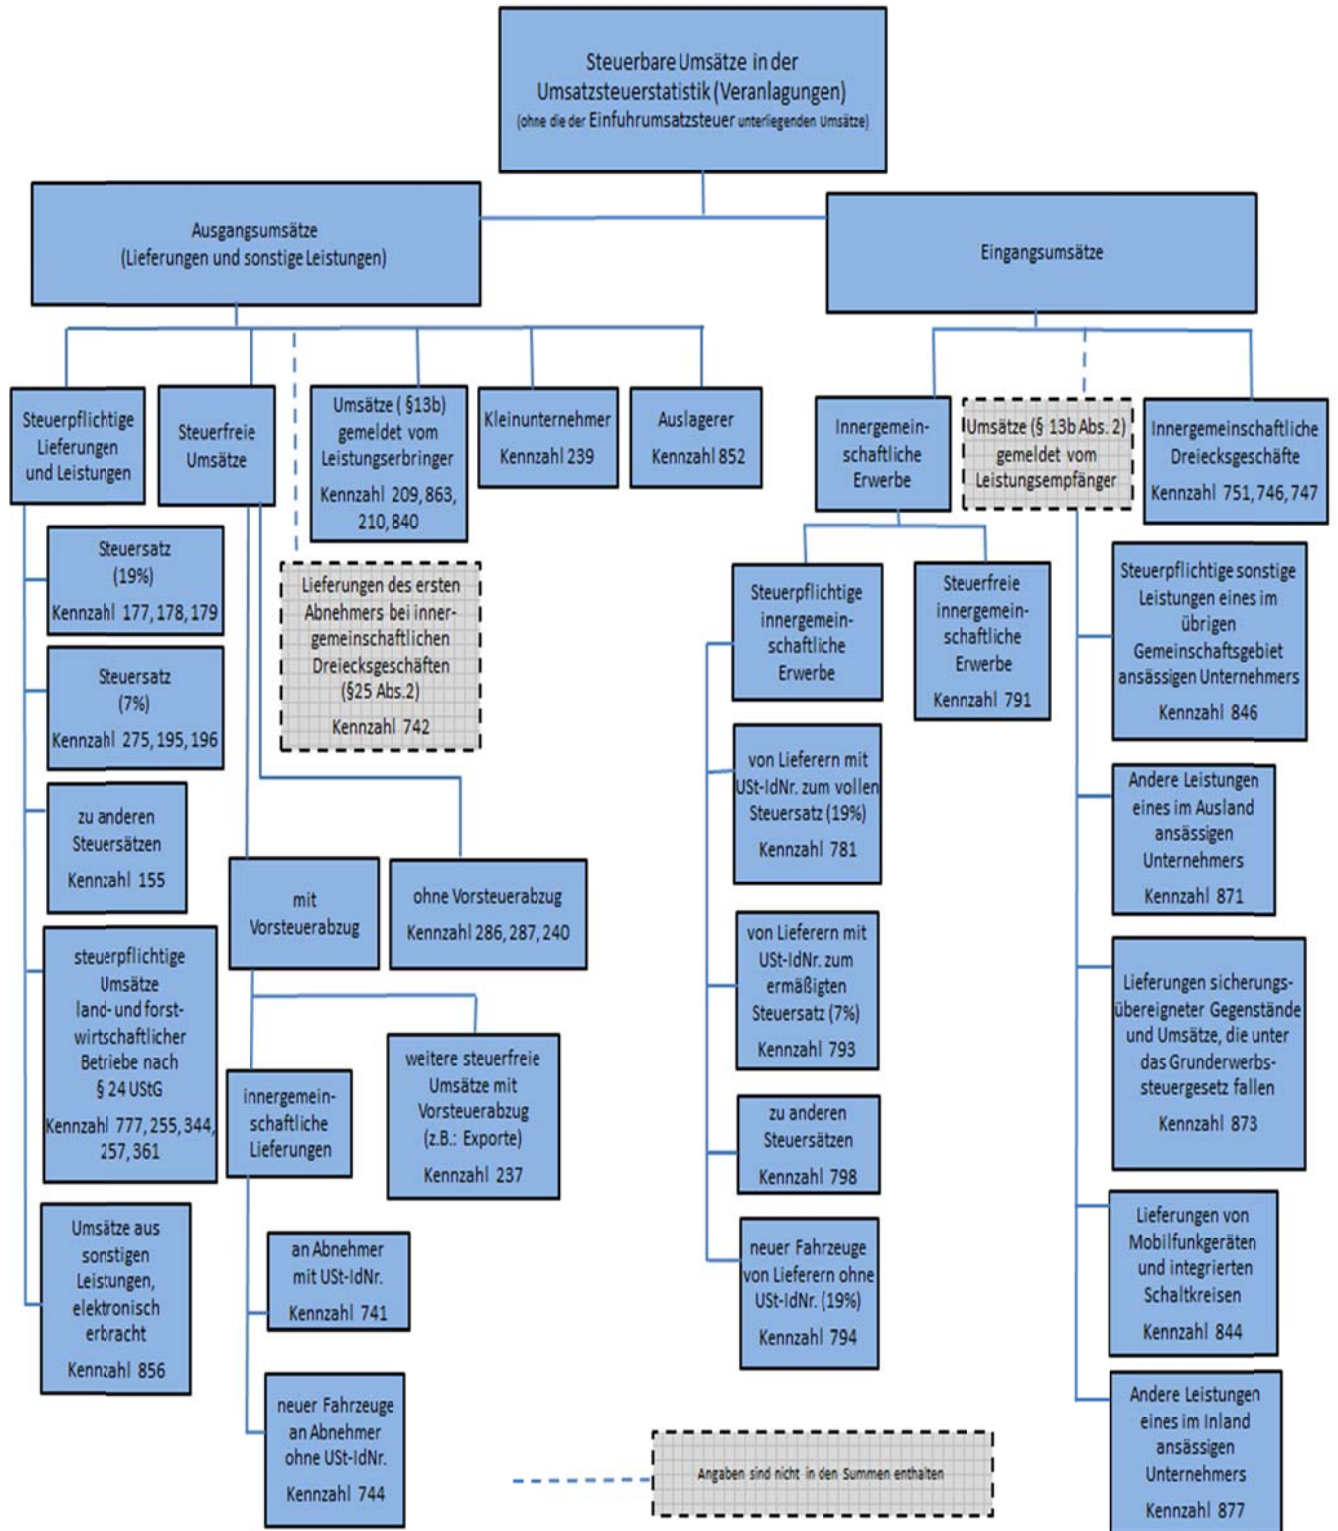 Steuerbare Umsätze in der
Umsatzsteuerstatistik (Veranlagungen)
(ohne die der Einfuhrumsatzsteuer unterliegenden Umsätze)
Ausgangsumsätze
(Lieferungen und sonstige Leistungen)
Eingangsumsätze
Steuerpflichtige
Lieferungen
und Leistungen
Steuerfreie
Umsätze
Umsätze ( §13b)
gemeldet vom
Leistungserbringer
Kennzahl 209, 863,
210, 840
Kleinunternehmer
Kennzahl 239
Auslagerer
Kennzahl 852
Innergemein-
schaftliche
Erwerbe
Umsätze (§ 13b Abs. 2)
gemeldet vom
Leistungsempfänger
Innergemeinschaftliche
Dreiecksgeschäfte
Kennzahl 751, 746, 747
Steuersatz
(19%)
Kennzahl 177, 178, 179
Steuersatz
(7%)
Kennzahl 275, 195, 196
zu anderen
Steuersätzen
Kennzahl 155
steuerpflichtige
Umsätze
land- und forst-
wirtschaftlicher
Betriebe nach
§ 24 UStG
Kennzahl 777, 255, 344,
257, 361
Umsätze aus
sonstigen
Leistungen,
elektronisch
erbracht
Kennzahl 856
Lieferungen des ersten
Abnehmers bei inner-
gemeinschaftlichen
Dreiecksgeschäften
(§25 Abs.2)
Kennzahl 742
mit
Vorsteuerabzug
ohne Vorsteuerabzug
Kennzahl 286, 287, 240
innergemein-
schaftliche
Lieferungen
weitere steuerfreie
Umsätze mit
Vorsteuerabzug
(z.B.: Exporte)
Kennzahl 237
an Abnehmer
mit USt-IdNr.
Kennzahl 741
neuer Fahrzeuge
an Abnehmer
ohne USt-IdNr.
Kennzahl 744
Steuerpflichtige
innergemein-
schaftliche
Erwerbe
Steuerfreie
innergemein-
schaftliche
Erwerbe
Kennzahl 791
von Lieferern mit
USt-IdNr. zum vollen
Steuersatz (19%)
Kennzahl 781
von Lieferern mit
USt-IdNr. zum
ermäßigten
Steuersatz (7%)
Kennzahl 793
zu anderen
Steuersätzen
Kennzahl 798
neuer Fahrzeuge
von Lieferern ohne
USt-IdNr. (19%)
Kennzahl 794
Steuerpflichtige sonstige
Leistungen eines im
übrigen
Gemeinschaftsgebiet
ansässigen Unternehmers
Kennzahl 846
Andere Leistungen
eines im Ausland
ansässigen
Unternehmers
Kennzahl 871
Lieferungen sicherungs-
übereigneter Gegenstände
und Umsätze, die unter
das Grunderwerbs-
steuergesetz fallen
Kennzahl 873
Lieferungen von
Mobilfunkgeräten
und integrierten
Schaltkreisen
Kennzahl 844
Andere Leistungen
eines im Inland
ansässigen
Unternehmers
Kennzahl 877
Angaben sind nicht in den Summen enthalten